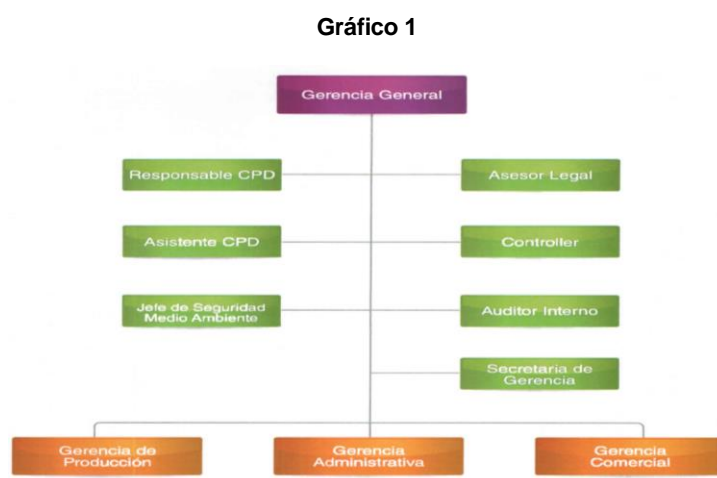 Gráfico 1
Gerencia General
Responsable CPD
Asesor Legal
Asistente CPD
Controller
Jefe de Seguridad
Medio Ambiente
Auditor Interno
Secretaria de
Gerencia
Gerencia de
Producción
Gerencia
Administrativa
Gerencia
Comercial